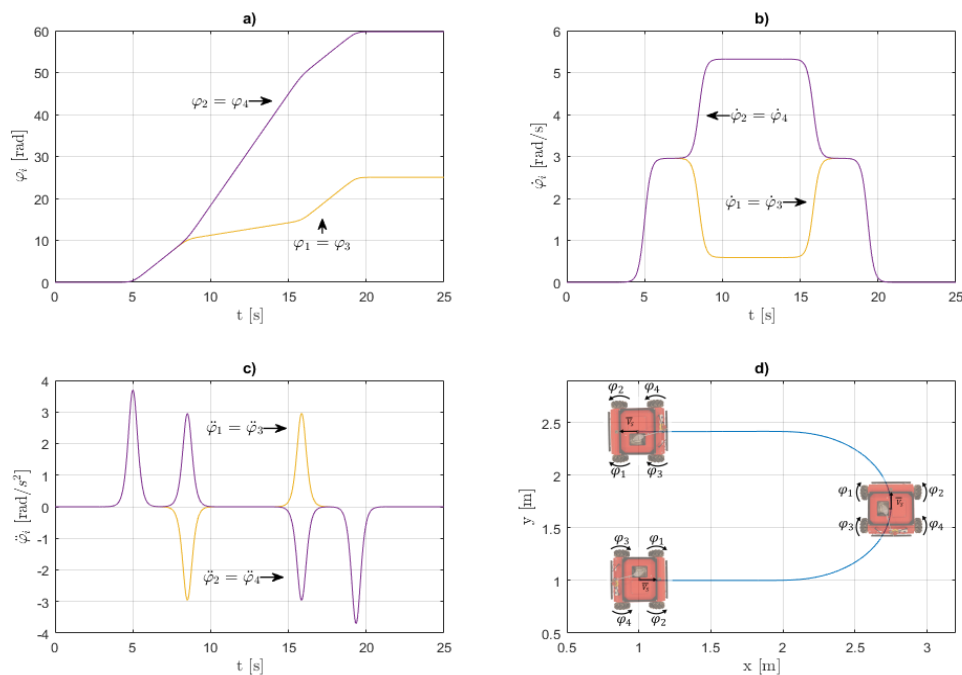 a)
60
50
40
30
20
10
0
φ₂ = φ₄
φ₁ = φ₃
φᵢ [rad]
0 5 10 15 20 25
t [s]
b)
6
5
4
3
2
1
0
φ̇₂ = φ̇₄
φ̇₁ = φ̇₃
φ̇ᵢ [rad/s]
0 5 10 15 20 25
t [s]
c)
4
3
2
1
0
-1
-2
-3
-4
φ̈₁ = φ̈₃
φ̈₂ = φ̈₄
φ̈ᵢ [rad/s²]
0 5 10 15 20 25
t [s]
d)
2.5
2
1.5
1
0.5
φ₂ φ₄
φ₁ φ₃
φ₁ φ₂
φ₃ φ₄
φ₃ φ₁
φ₄ φ₂
y [m]
0.5 1 1.5 2 2.5 3
x [m]